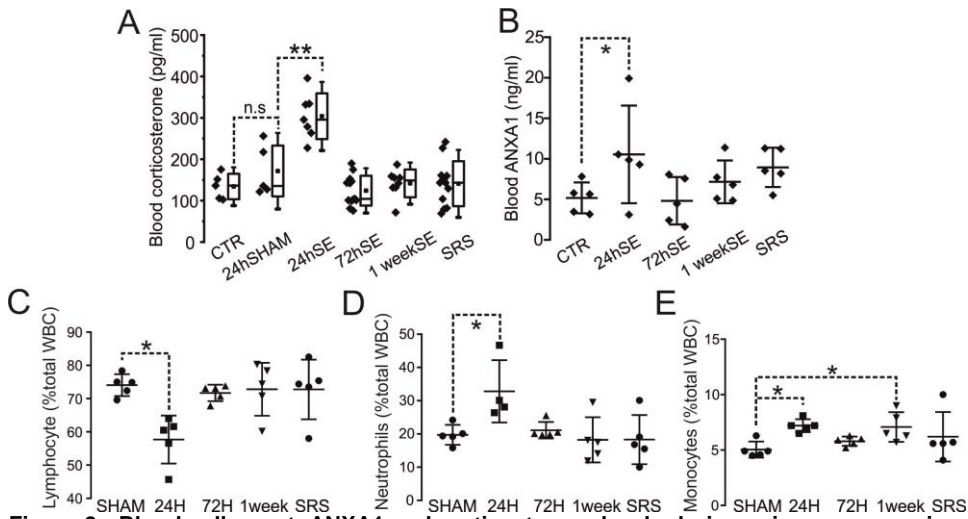 A
Blood corticosterone (pg/ml)
500
400
300
200
100
0
n.s
**
CTR
24hSHAM
24hSE
72hSE
1 weekSE
SRS
B
Blood ANXA1 (ng/ml)
25
20
15
10
5
0
*
CTR
24hSE
72hSE
1 weekSE
SRS
C
Lymphocyte (%total WBC)
90
80
70
60
50
40
*
SHAM 24H 72H 1week SRS
D
Neutrophils (%total WBC)
50
40
30
20
10
0
*
SHAM 24H 72H 1week SRS
E
Monocytes (%total WBC)
15
10
5
0
*
*
SHAM 24H 72H 1week SRS